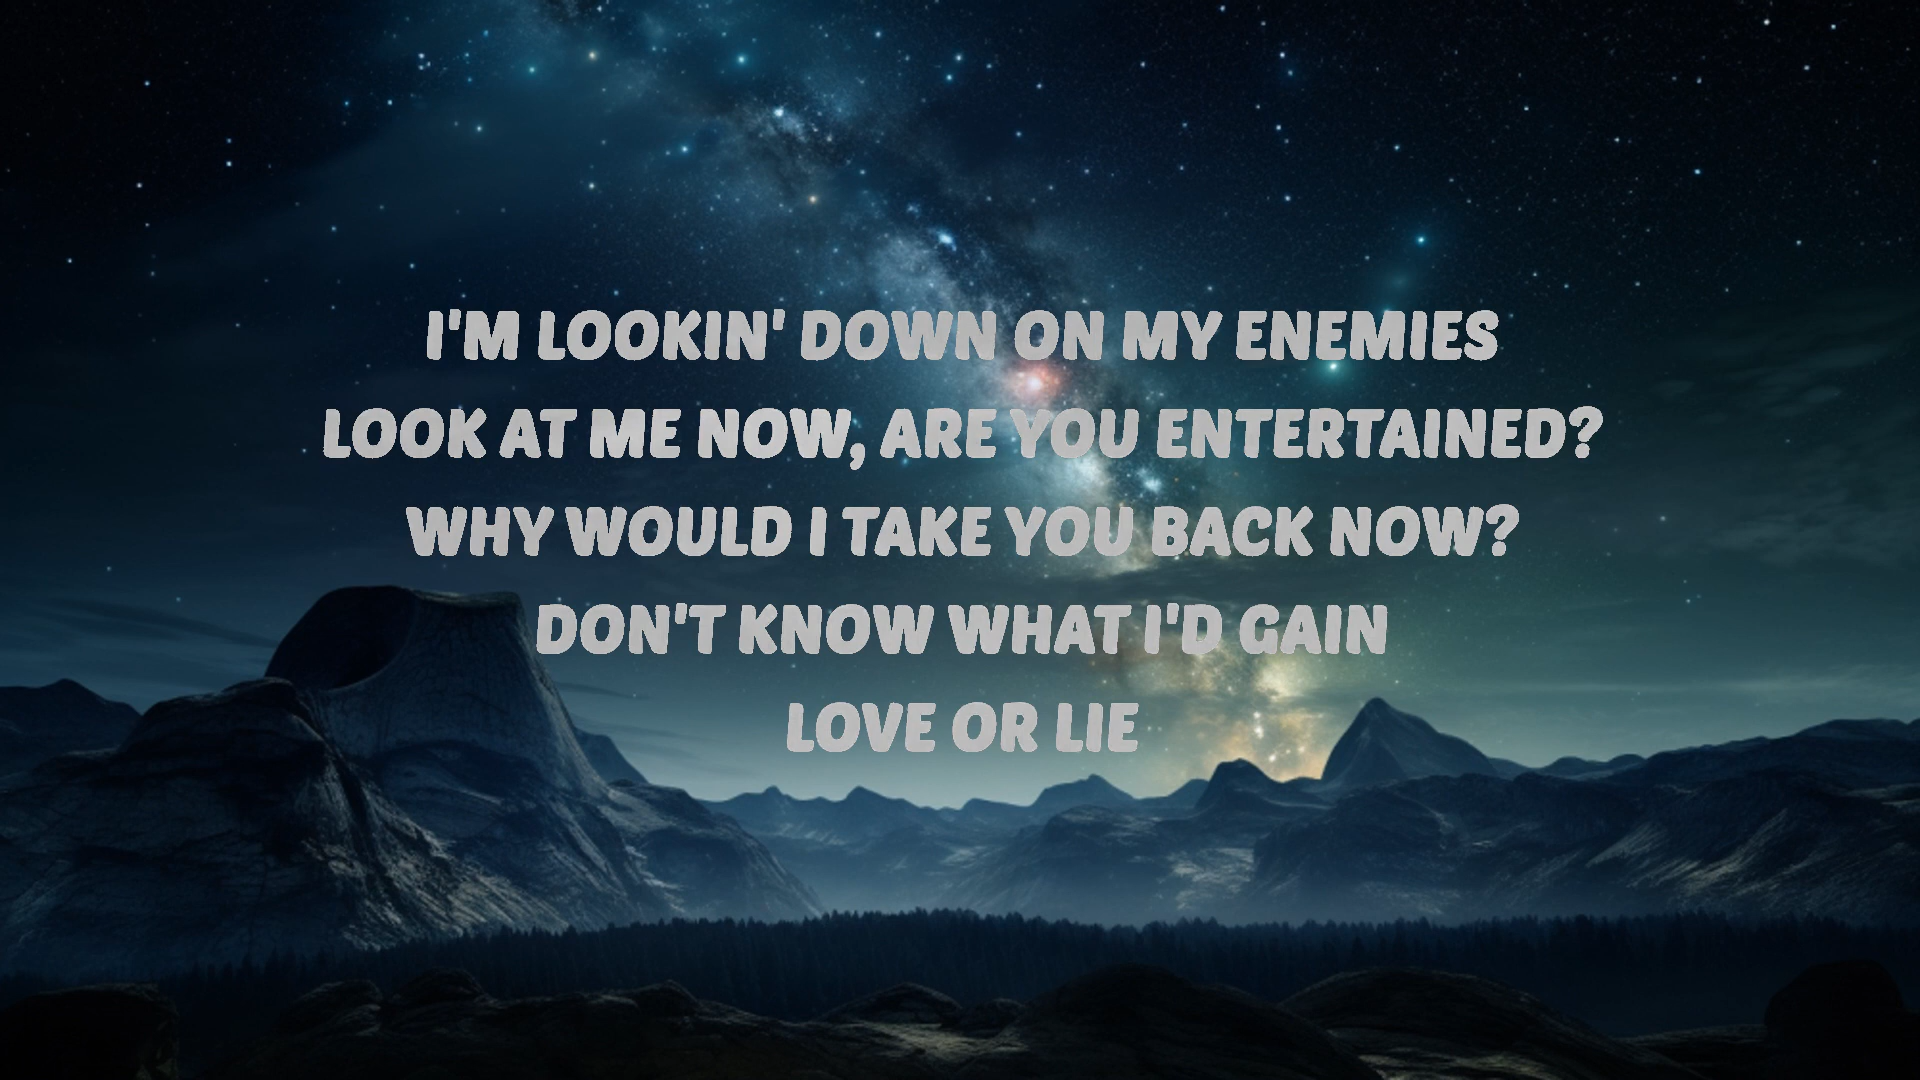 I'M LOOKIN' DOWN ON MY ENEMIES
LOOK AT ME NOW, ARE YOU ENTERTAINED?
WHY WOULD I TAKE YOU BACK NOW?
DON'T KNOW WHAT I'D GAIN
LOVE OR LIE